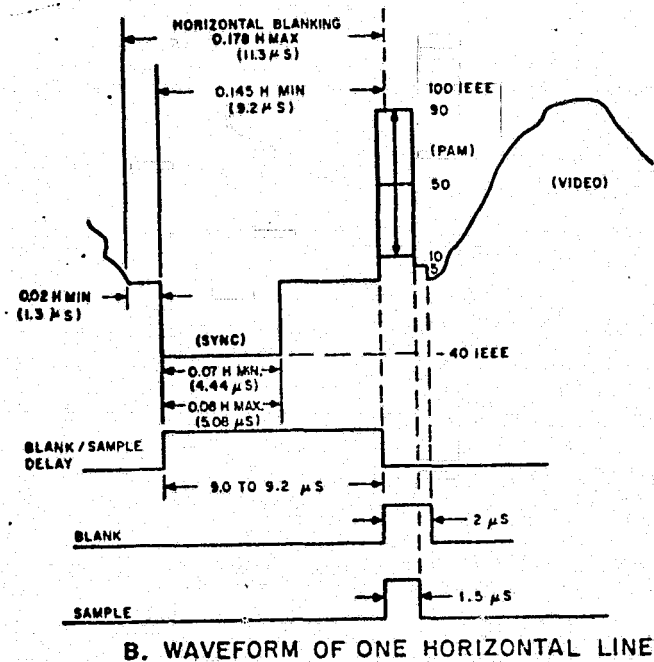 HORIZONTAL BLANKING
0.178 H MAX
(11.3 μS)
0.145 H MIN
(9.2 μS)
100 IEEE
90
(PAM)
50
(VIDEO)
10
5
0.02 H MIN
(1.3 μS)
(SYNC)
-40 IEEE
0.07 H MIN.
(4.44 μS)
0.08 H MAX.
(5.08 μS)
BLANK/SAMPLE
DELAY
9.0 TO 9.2 μS
2 μS
BLANK
1.5 μS
SAMPLE
B. WAVEFORM OF ONE HORIZONTAL LINE